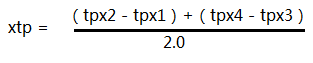 ( tpx2 - tpx1 ) + ( tpx4 - tpx3 )
xtp =
2.0